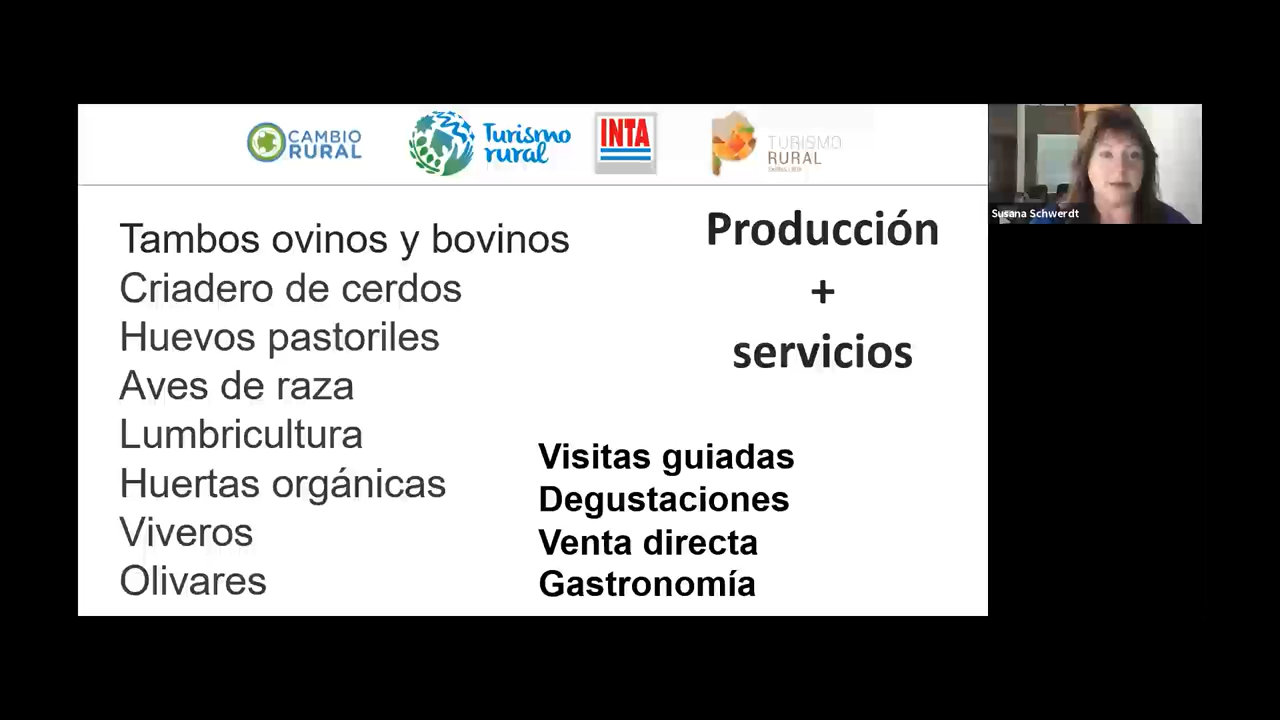 CAMBIO
RURAL
Turismo
rural
INTA
TURISMO
RURAL
Susana Schwerdt
Producción
+
servicios
Tambos ovinos y bovinos
Criadero de cerdos
Huevos pastoriles
Aves de raza
Lumbricultura
Huertas orgánicas
Viveros
Olivares
Visitas guiadas
Degustaciones
Venta directa
Gastronomía